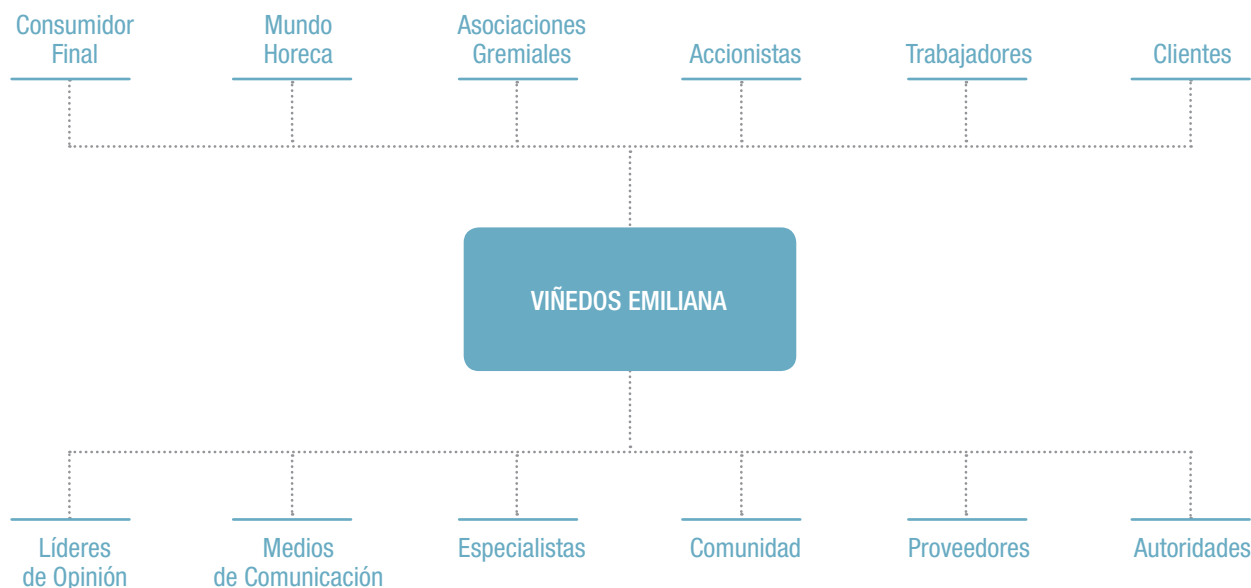 Consumidor
Final
Mundo
Horeca
Asociaciones
Gremiales
Accionistas
Trabajadores
Clientes
VIÑEDOS EMILIANA
Líderes
de Opinión
Medios
de Comunicación
Especialistas
Comunidad
Proveedores
Autoridades